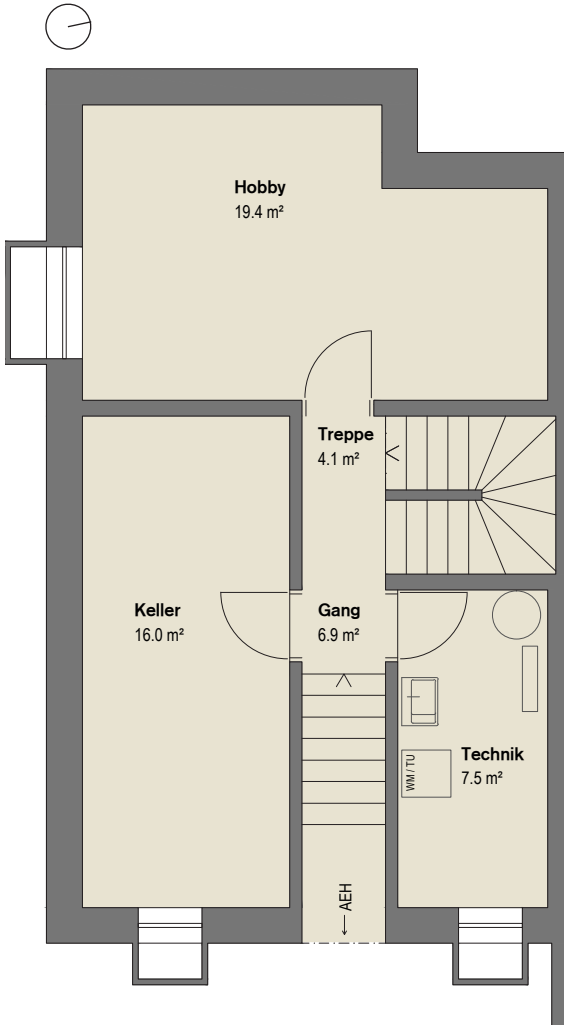 Hobby
19.4 m²
Treppe
4.1 m²
Keller
16.0 m²
Gang
6.9 m²
Technik
7.5 m²
WM / TU
AEH